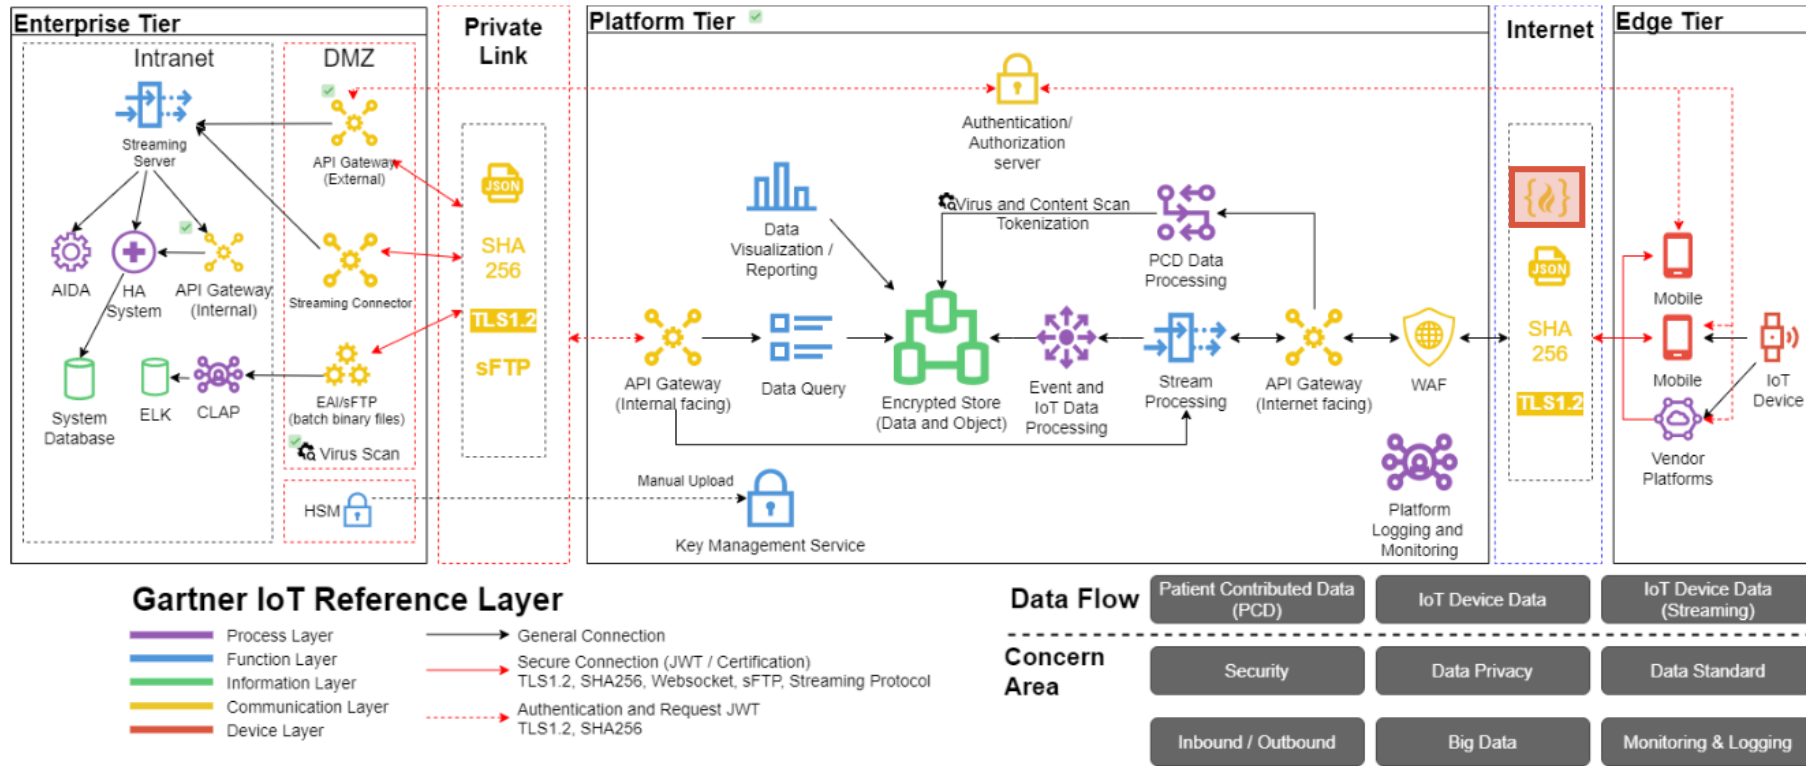 Enterprise Tier
Private
Link
Platform Tier
Internet
Edge Tier
Intranet
DMZ
Streaming
Server
API Gateway
(External)
JSON
SHA
256
TLS1.2
sFTP
AIDA
HA
System
API Gateway
(Internal)
Streaming Connector
System
Database
ELK
CLAP
EAI/sFTP
(batch binary files)
Virus Scan
HSM
Manual Upload
Key Management Service
Authentication/
Authorization
server
Data
Visualization /
Reporting
Virus and Content Scan
Tokenization
PCD Data
Processing
API Gateway
(Internal facing)
Data Query
Encrypted Store
(Data and Object)
Event and
IoT Data
Processing
Stream
Processing
API Gateway
(Internet facing)
WAF
Platform
Logging and
Monitoring
JSON
SHA
256
TLS1.2
Mobile
Mobile
IoT
Device
Vendor
Platforms
Gartner IoT Reference Layer
Process Layer
Function Layer
Information Layer
Communication Layer
Device Layer
General Connection
Secure Connection (JWT / Certification)
TLS1.2, SHA256, Websocket, sFTP, Streaming Protocol
Authentication and Request JWT
TLS1.2, SHA256
Data Flow
Patient Contributed Data
(PCD)
IoT Device Data
IoT Device Data
(Streaming)
Concern
Area
Security
Data Privacy
Data Standard
Inbound / Outbound
Big Data
Monitoring & Logging